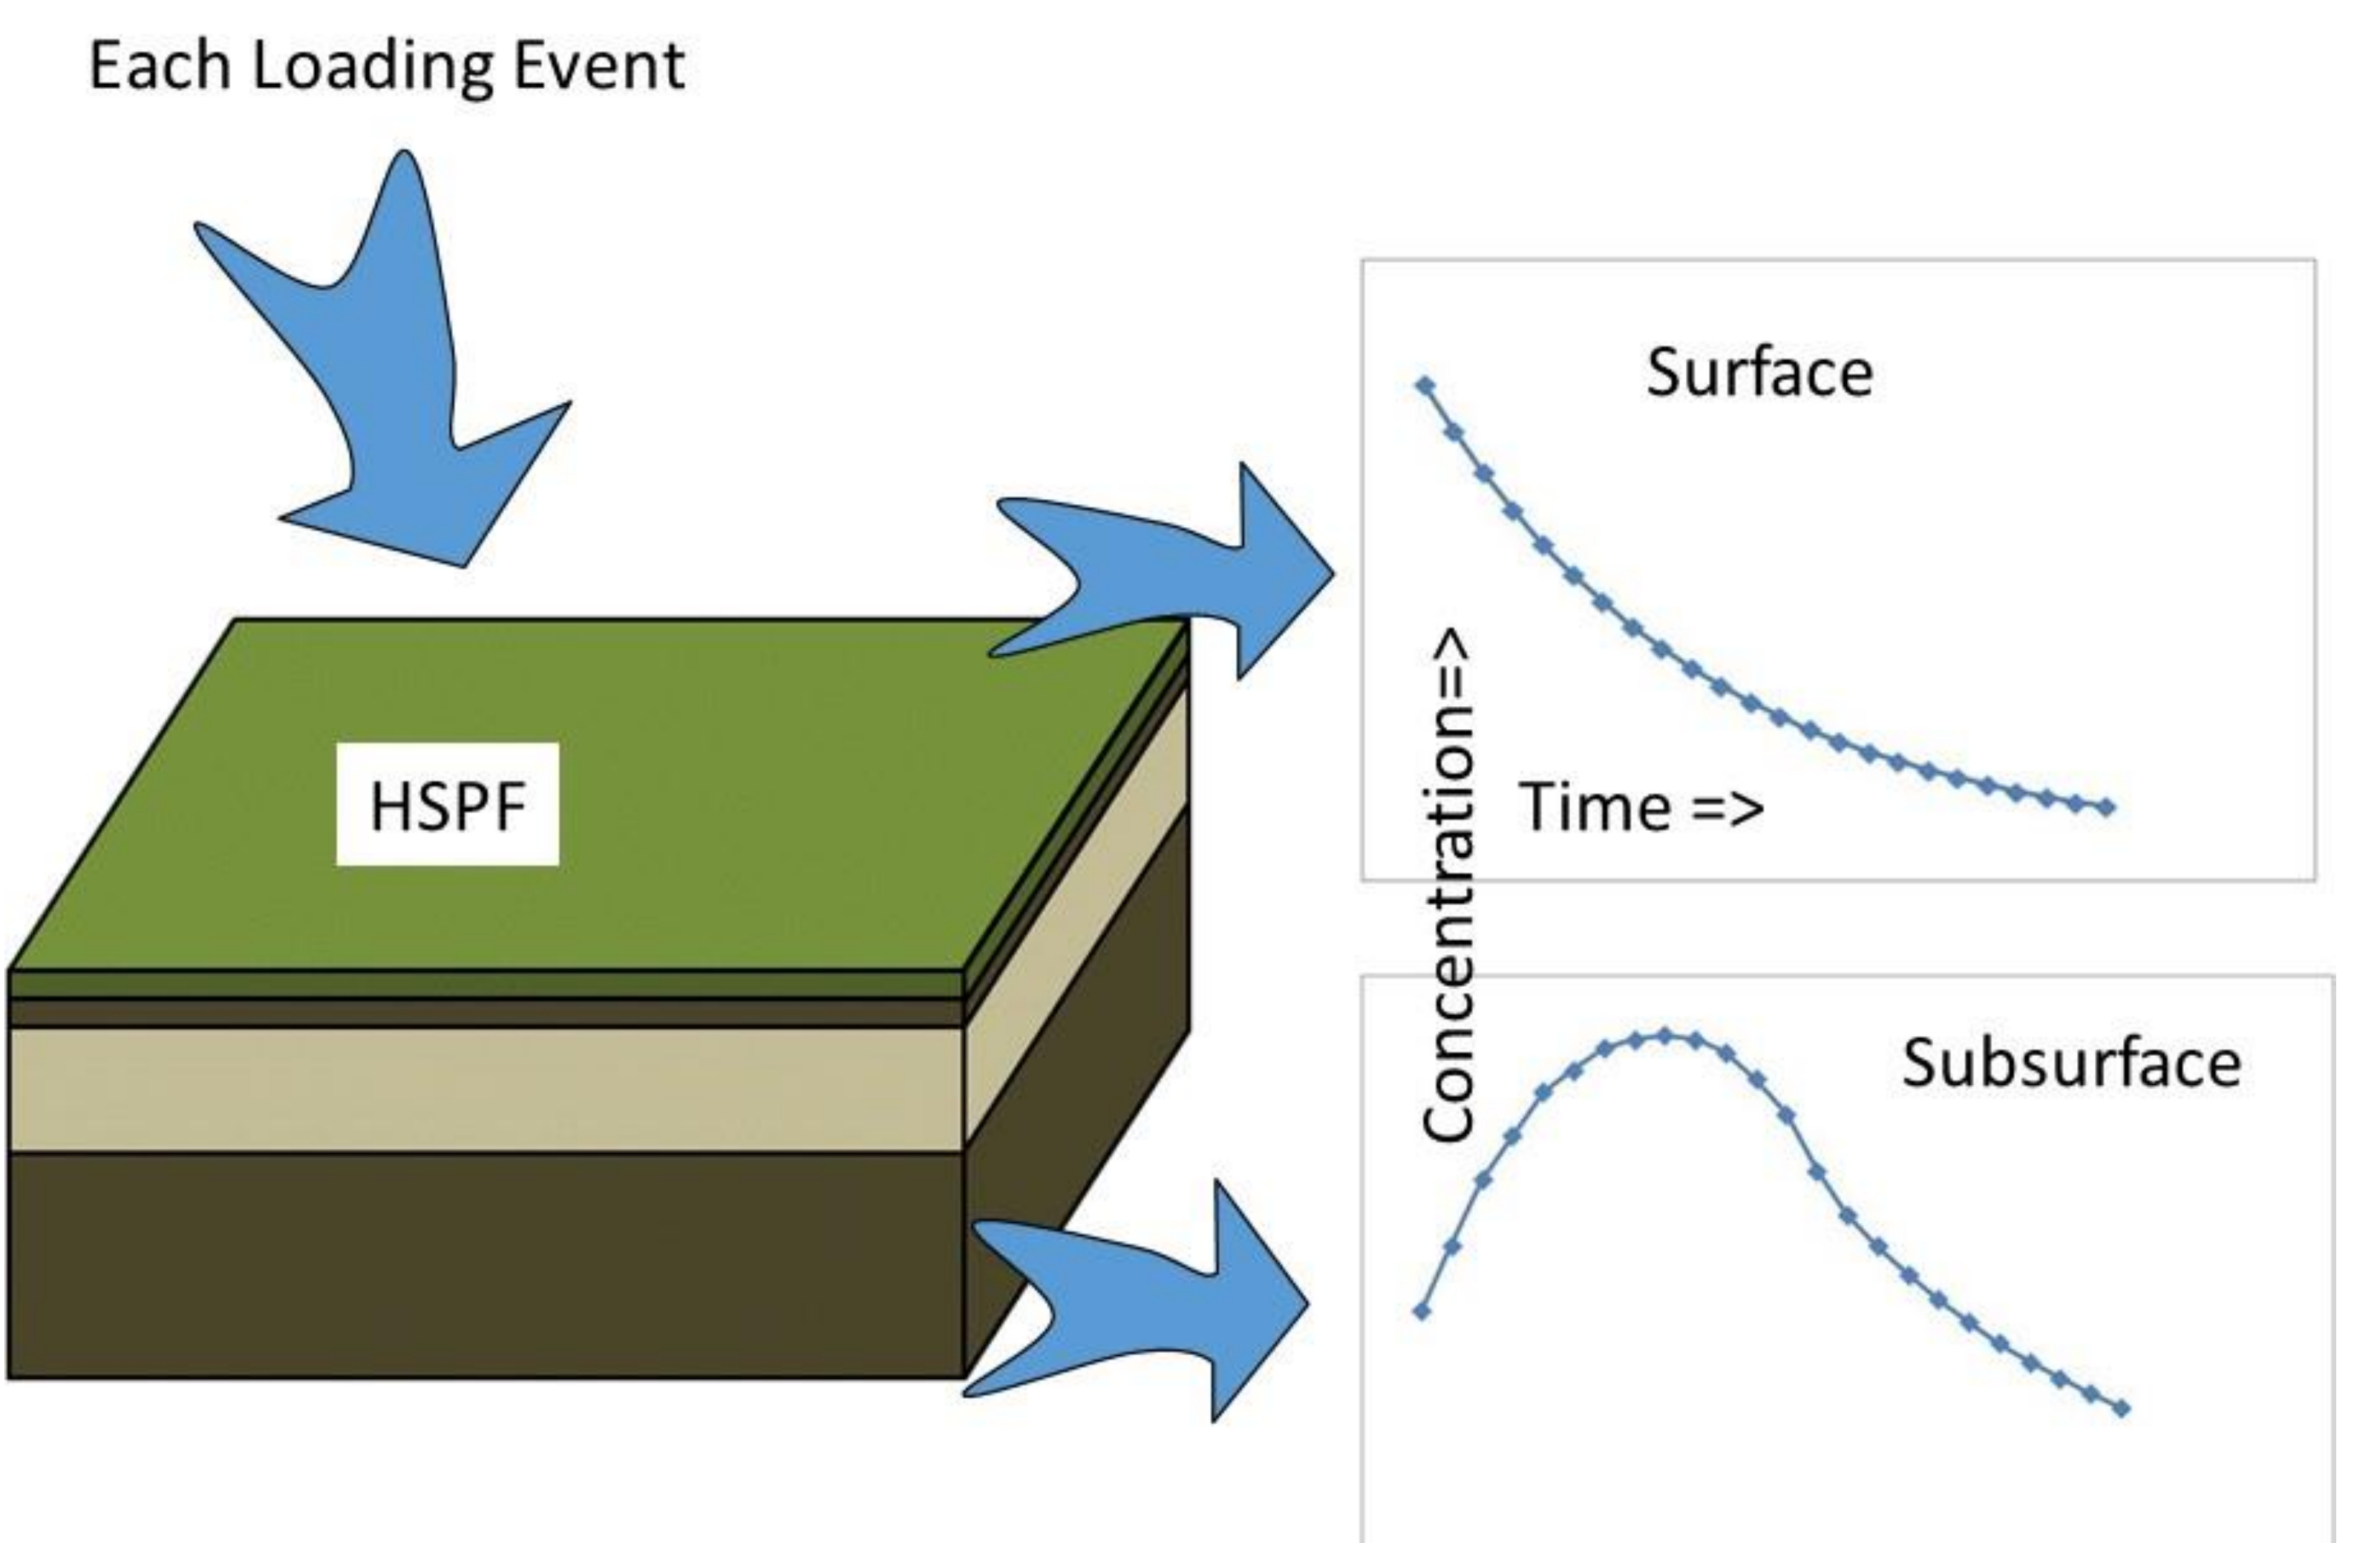 Each Loading Event
Surface
HSPF
Time =>
Concentration=>
Subsurface